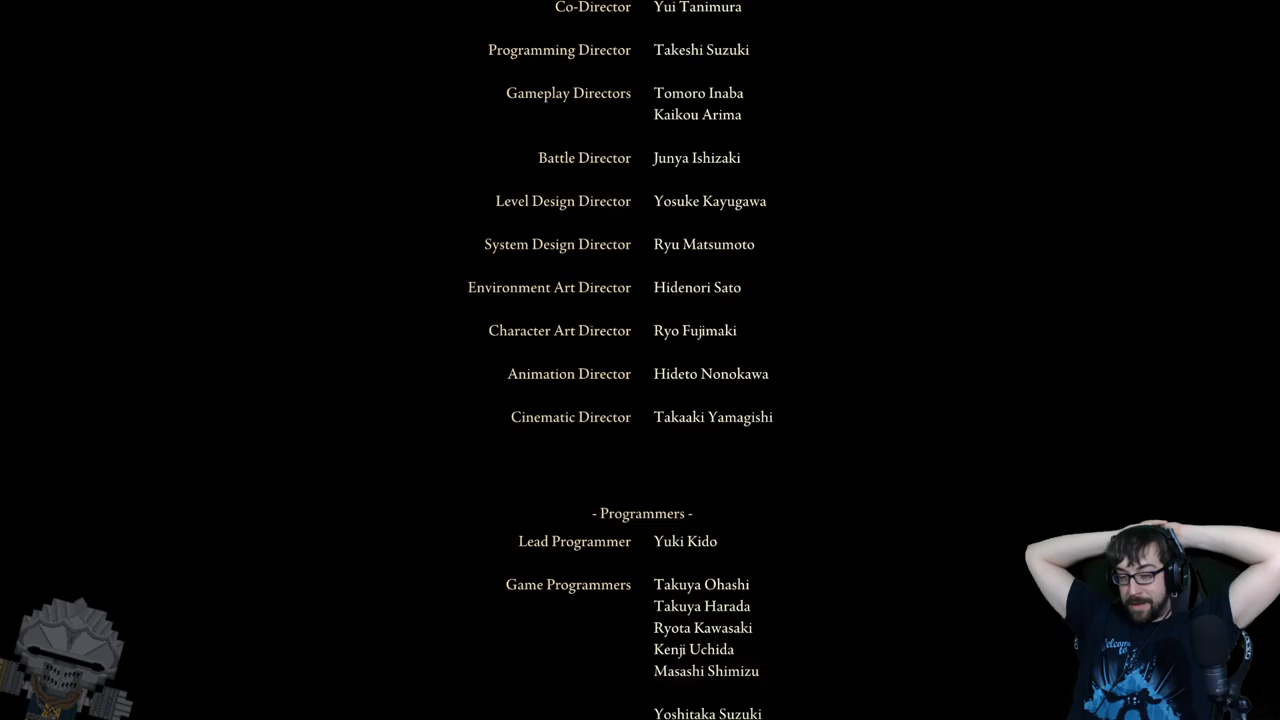 Co-Director Yui Tanimura
Programming Director Takeshi Suzuki
Gameplay Directors Tomoro Inaba
Kaikou Arima
Battle Director Junya Ishizaki
Level Design Director Yosuke Kayugawa
System Design Director Ryu Matsumoto
Environment Art Director Hidenori Sato
Character Art Director Ryo Fujimaki
Animation Director Hideto Nonokawa
Cinematic Director Takaaki Yamagishi
- Programmers -
Lead Programmer Yuki Kido
Game Programmers Takuya Ohashi
Takuya Harada
Ryota Kawasaki
Kenji Uchida
Masashi Shimizu
Yoshitaka Suzuki
Welcome
to